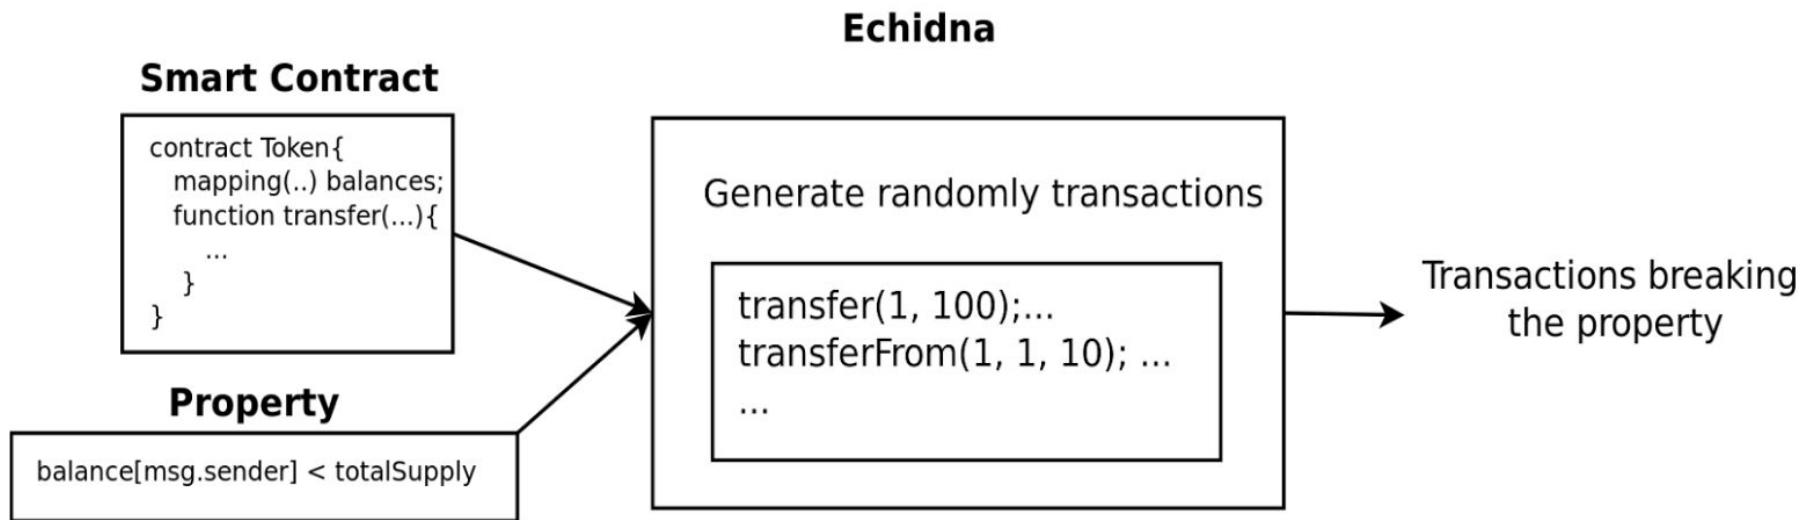 Echidna
Smart Contract
contract Token{
mapping(..) balances;
function transfer(...){
...
}
}
Property
balance[msg.sender] < totalSupply
Generate randomly transactions
transfer(1, 100);...
transferFrom(1, 1, 10); ...
...
Transactions breaking
the property